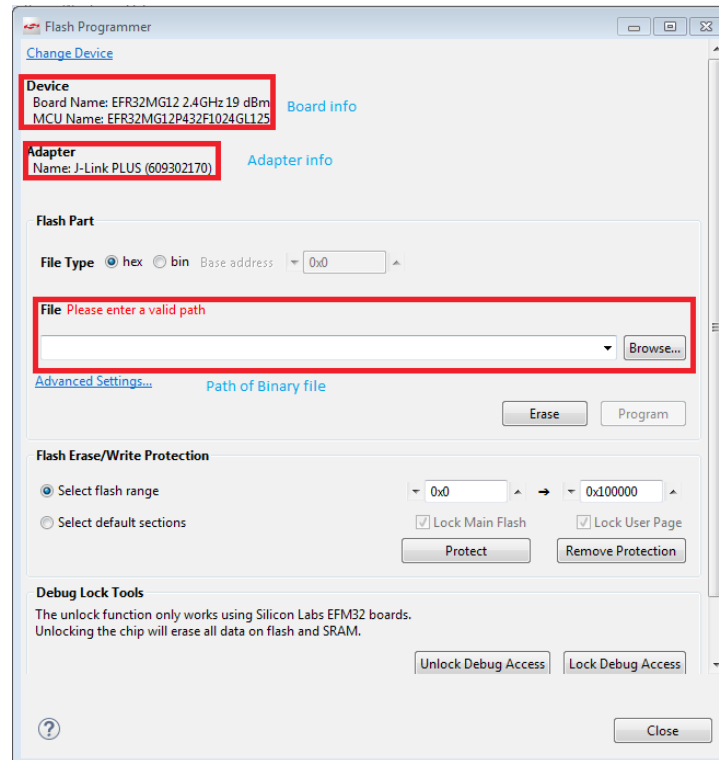 Flash Programmer
Change Device
Device
Board Name: EFR32MG12 2.4GHz 19 dBm
MCU Name: EFR32MG12P432F1024GL125
Board info
Adapter
Name: J-Link PLUS (609302170)
Adapter info
Flash Part
File Type hex bin Base address 0x0
File Please enter a valid path
Browse...
Advanced Settings...
Path of Binary file
Erase Program
Flash Erase/Write Protection
Select flash range 0x0 → 0x100000
Select default sections Lock Main Flash Lock User Page
Protect Remove Protection
Debug Lock Tools
The unlock function only works using Silicon Labs EFM32 boards.
Unlocking the chip will erase all data on flash and SRAM.
Unlock Debug Access Lock Debug Access
? Close